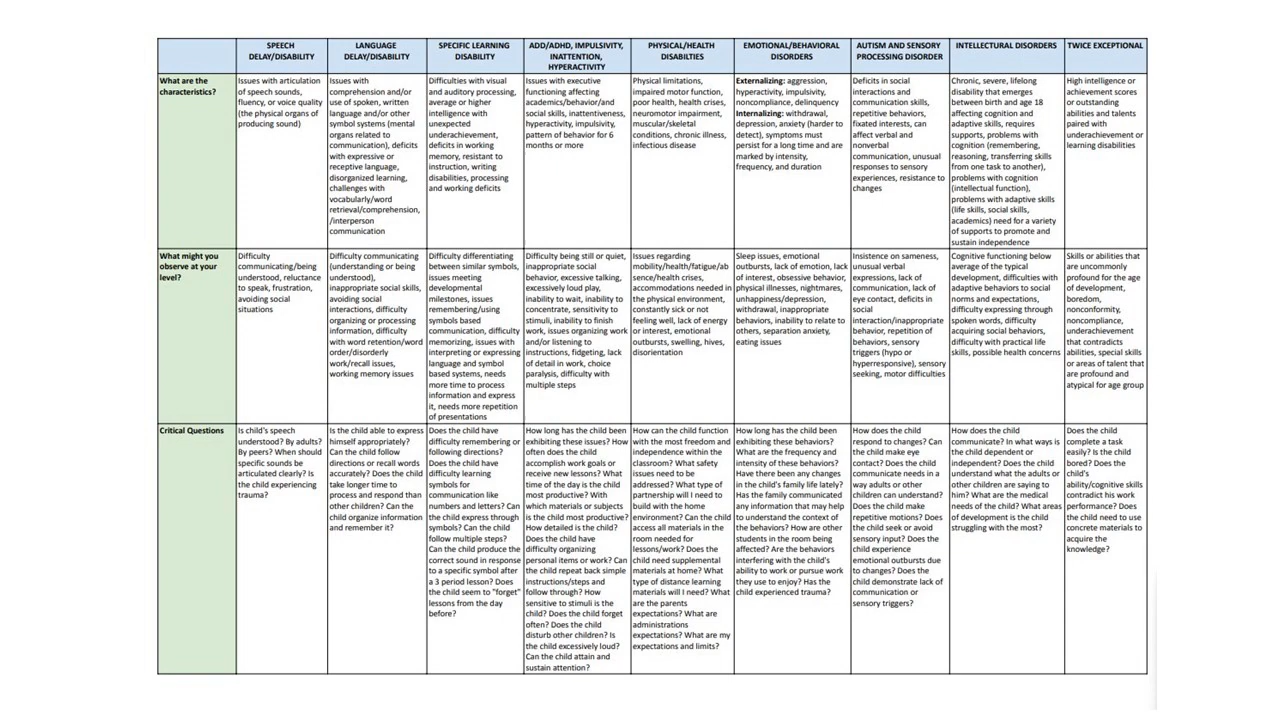 SPEECH
DELAY/DISABILITY
LANGUAGE
DELAY/DISABILITY
SPECIFIC LEARNING
DISABILITY
ADD/ADHD, IMPULSIVITY,
INATTENTION,
HYPERACTIVITY
PHYSICAL/HEALTH
DISABILTIES
EMOTIONAL/BEHAVIORAL
DISORDERS
AUTISM AND SENSORY
PROCESSING DISORDER
INTELLECTUAL DISORDERS
TWICE EXCEPTIONAL
What are the
characteristics?
Issues with articulation
of speech sounds,
fluency, or voice quality
(the physical organs of
producing sound)
Issues with
comprehension and/or
use of spoken, written
language and/or other
symbol systems (mental
organs related to
communication), deficits
with expressive or
receptive language,
disorganized learning,
challenges with
vocabularly/word
retrieval/comprehension,
/interperson
communication
Difficulties with visual
and auditory processing,
average or higher
intelligence with
unexpected
underachievement,
deficits in working
memory, resistant to
instruction, writing
disabilities, processing
and working deficits
Issues with executive
functioning affecting
academics/behavior/and
social skills, inattentiveness,
hyperactivity, impulsivity,
pattern of behavior for 6
months or more
Physical limitations,
impaired motor function,
poor health, health crises,
neuromotor impairment,
muscular/skeletal
conditions, chronic illness,
infectious disease
Externalizing: aggression,
hyperactivity, impulsivity,
noncompliance, delinquency
Internalizing: withdrawal,
depression, anxiety (harder to
detect), symptoms must
persist for a long time and are
marked by intensity,
frequency, and duration
Deficits in social
interactions and
communication skills,
repetitive behaviors,
fixated interests, can
affect verbal and
nonverbal
communication, unusual
responses to sensory
experiences, resistance to
changes
Chronic, severe, lifelong
disability that emerges
between birth and age 18
affecting cognition and
adaptive skills, requires
supports, problems with
cognition (remembering,
reasoning, transferring skills
from one task to another),
problems with cognition
(intellectual function),
problems with adaptive skills
(life skills, social skills,
academics) need for a variety
of supports to promote and
sustain independence
High intelligence or
achievement scores
or outstanding
abilities and talents
paired with
underachievement or
learning disabilities
What might you
observe at your
level?
Difficulty
communicating/being
understood, reluctance
to speak, frustration,
avoiding social
situations
Difficulty communicating
(understanding or being
understood),
inappropriate social skills,
avoiding social
interactions, difficulty
organizing or processing
information, difficulty
with word retention/word
order/disorderly
work/recall issues,
working memory issues
Difficulty differentiating
between similar symbols,
issues meeting
developmental
milestones, issues
remembering/using
symbols based
communication, difficulty
memorizing, issues with
interpreting or expressing
language and symbol
based systems, needs
more time to process
information and express
it, needs more repetition
of presentations
Difficulty being still or quiet,
inappropriate social
behavior, excessive talking,
excessively loud play,
inability to wait, inability to
concentrate, sensitivity to
stimuli, inability to finish
work, issues organizing work
and/or listening to
instructions, fidgeting, lack
of detail in work, choice
paralysis, difficulty with
multiple steps
Issues regarding
mobility/health/fatigue/ab
sence/health crises,
accommodations needed in
the physical environment,
constantly sick or not
feeling well, lack of energy
or interest, emotional
outbursts, swelling, hives,
disorientation
Sleep issues, emotional
outbursts, lack of emotion, lack
of interest, obsessive behavior,
physical illnesses, nightmares,
unhappiness/depression,
withdrawal, inappropriate
behaviors, inability to relate to
others, separation anxiety,
eating issues
Insistence on sameness,
unusual verbal
expressions, lack of
communication, lack of
eye contact, deficits in
social
interaction/inappropriate
behavior, repetition of
behaviors, sensory
triggers (hypo or
hyperresponsive), sensory
seeking, motor difficulties
Cognitive functioning below
average of the typical
development, difficulties with
adaptive behaviors to social
norms and expectations,
difficulty expressing through
spoken words, difficulty
acquiring social behaviors,
difficulty with practical life
skills, possible health concerns
Skills or abilities that
are uncommonly
profound for the age
of development,
boredom,
nonconformity,
noncompliance,
underachievement
that contradicts
abilities, special skills
or areas of talent that
are profound and
atypical for age group
Critical Questions
Is child's speech
understood? By adults?
By peers? When should
specific sounds be
articulated clearly? Is
the child experiencing
trauma?
Is the child able to express
himself appropriately?
Can the child follow
directions or recall words
accurately? Does the child
take longer time to
process and respond than
other children? Can the
child organize information
and remember it?
Does the child have
difficulty remembering or
following directions?
Does the child have
difficulty learning
symbols for
communication like
numbers and letters? Can
the child express through
symbols? Can the child
follow multiple steps?
Can the child produce the
correct sound in response
to a specific symbol after
a 3 period lesson? Does
the child seem to "forget"
lessons from the day
before?
How long has the child been
exhibiting these issues? How
often does the child
accomplish work goals or
receive new lessons? What
time of the day is the child
most productive? With
which materials or subjects
is the child most productive?
How detailed is the child?
Does the child have
difficulty organizing
personal items or work? Can
the child repeat back simple
instructions/steps and
follow through? How
sensitive to stimuli is the
child? Does the child forget
often? Does the child
disturb other children? Is
the child excessively loud?
Can the child attain and
sustain attention?
How can the child function
with the most freedom and
independence within the
classroom? What safety
issues need to be
addressed? What type of
partnership will I need to
build with the home
environment? Can the child
access all materials in the
room needed for
lessons/work? Does the
child need supplemental
materials at home? What
type of distance learning
materials will I need? What
are the parents
expectations? What are
administrations
expectations? What are my
expectations and limits?
How long has the child been
exhibiting these behaviors?
What are the frequency and
intensity of these behaviors?
Have there been any changes
in the child's family life lately?
Has the family communicated
any information that may help
to understand the context of
the behaviors? How are other
students in the room being
affected? Are the behaviors
interfering with the child's
ability to work or pursue work
they use to enjoy? Has the
child experienced trauma?
How does the child
respond to changes? Can
the child make eye
contact? Does the child
communicate needs in a
way adults or other
children can understand?
Does the child make
repetitive motions? Does
the child seek or avoid
sensory input? Does the
child experience
emotional outbursts due
to changes? Does the
child demonstrate lack of
communication or
sensory triggers?
How does the child
communicate? In what ways is
the child dependent or
independent? Does the child
understand what the adults or
other children are saying to
him? What are the medical
needs of the child? What areas
of development is the child
struggling with the most?
Does the child
complete a task
easily? Is the child
bored? Does the
child's
ability/cognitive skills
contradict his work
performance? Does
the child need to use
concrete materials to
acquire the
knowledge?